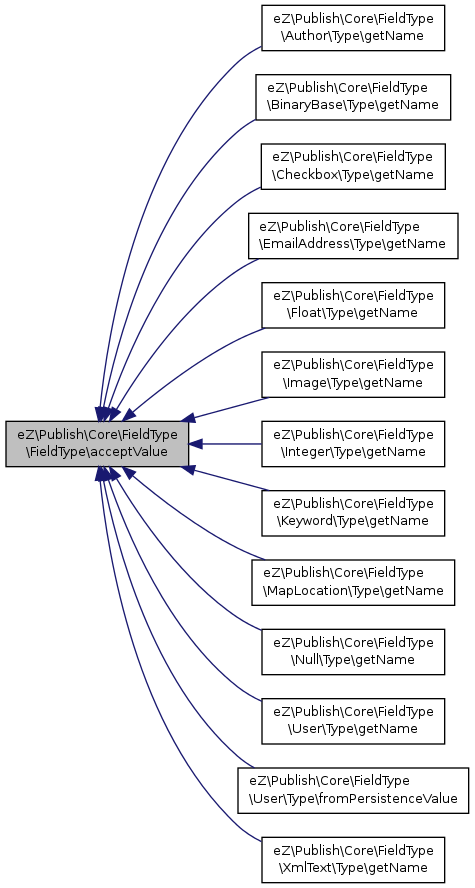 eZ\Publish\Core\FieldType
\Author\Type\getName
eZ\Publish\Core\FieldType
\BinaryBase\Type\getName
eZ\Publish\Core\FieldType
\Checkbox\Type\getName
eZ\Publish\Core\FieldType
\EmailAddress\Type\getName
eZ\Publish\Core\FieldType
\Float\Type\getName
eZ\Publish\Core\FieldType
\Image\Type\getName
eZ\Publish\Core\FieldType
\FieldType\acceptValue
eZ\Publish\Core\FieldType
\Integer\Type\getName
eZ\Publish\Core\FieldType
\Keyword\Type\getName
eZ\Publish\Core\FieldType
\MapLocation\Type\getName
eZ\Publish\Core\FieldType
\Null\Type\getName
eZ\Publish\Core\FieldType
\User\Type\getName
eZ\Publish\Core\FieldType
\User\Type\fromPersistenceValue
eZ\Publish\Core\FieldType
\XmlText\Type\getName